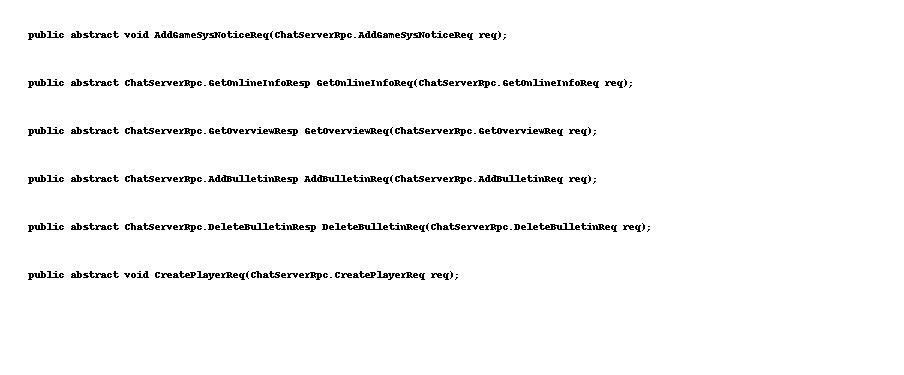 public abstract void AddGameSysNoticeReq(ChatServerRpc.AddGameSysNoticeReq req);
public abstract ChatServerRpc.GetOnlineInfoResp GetOnlineInfoReq(ChatServerRpc.GetOnlineInfoReq req);
public abstract ChatServerRpc.GetOverviewResp GetOverviewReq(ChatServerRpc.GetOverviewReq req);
public abstract ChatServerRpc.AddBulletinResp AddBulletinReq(ChatServerRpc.AddBulletinReq req);
public abstract ChatServerRpc.DeleteBulletinResp DeleteBulletinReq(ChatServerRpc.DeleteBulletinReq req);
public abstract void CreatePlayerReq(ChatServerRpc.CreatePlayerReq req);